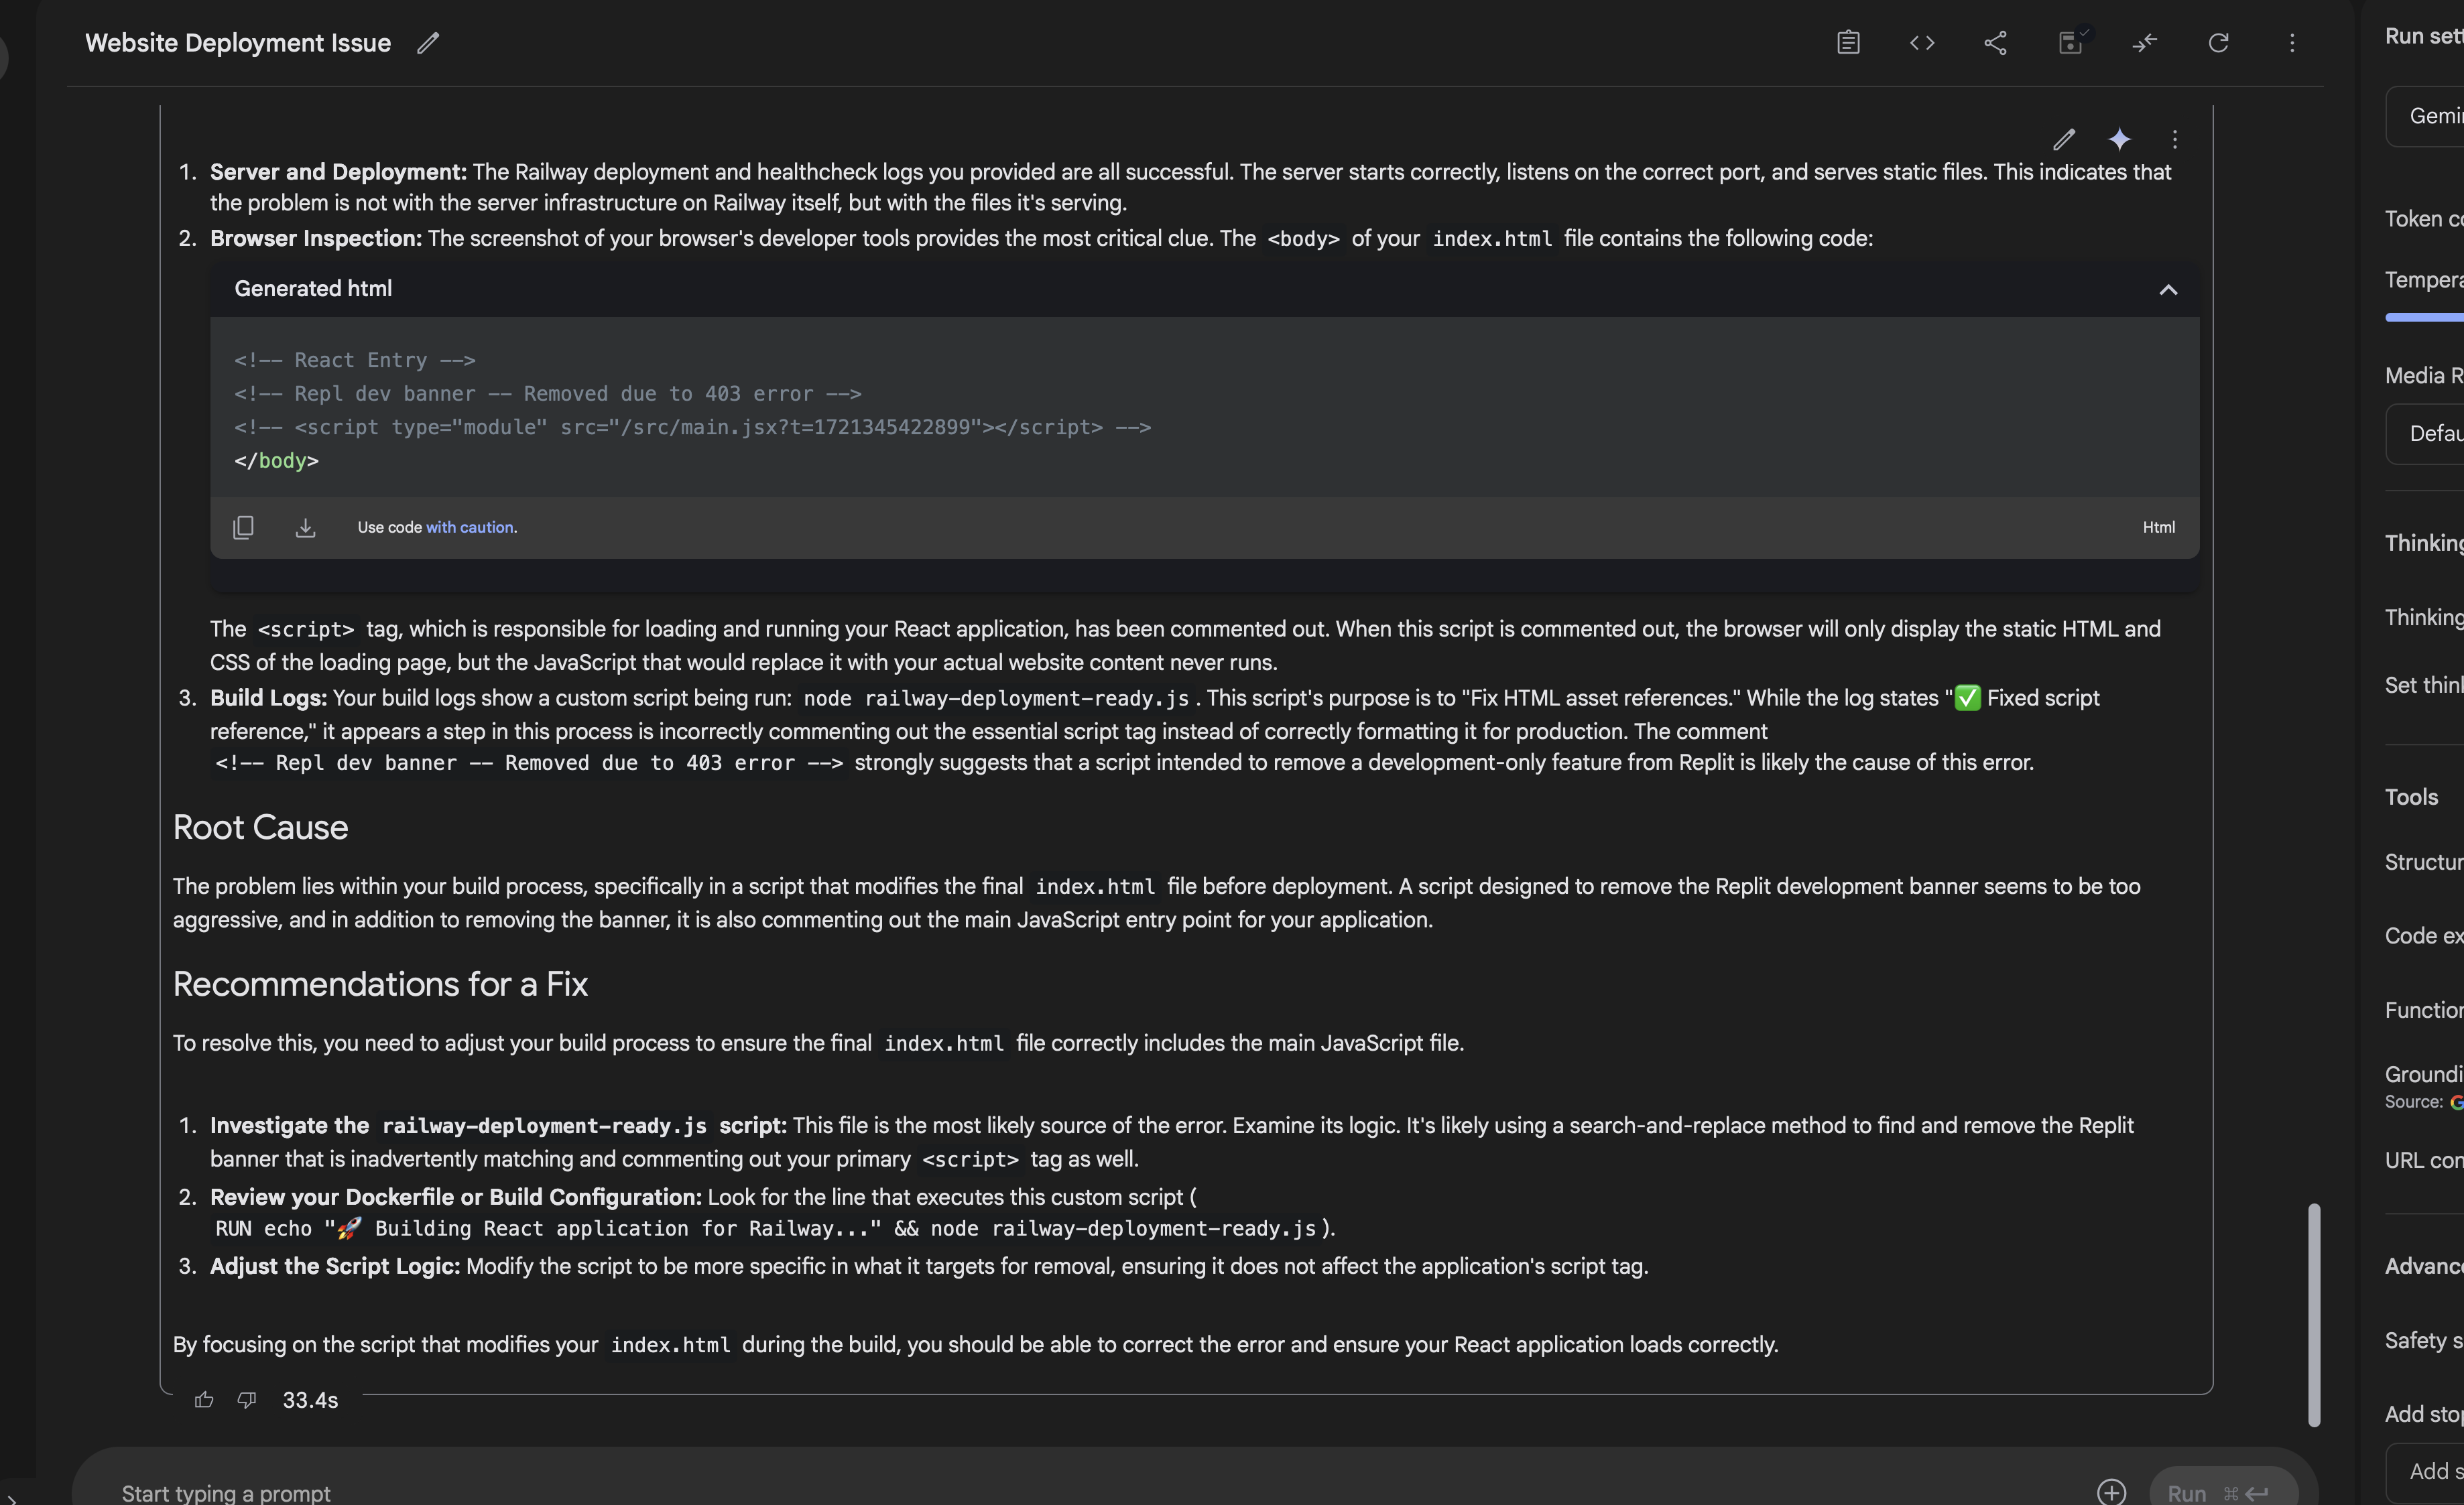 Website Deployment Issue
Run sett
Gemin
Token co
Tempera
Media R
Defau
Thinking
Thinking
Set think
Tools
Structur
Code ex
Function
Groundi
Source: G
URL con
Advance
Safety s
Add stop
Add s
1. Server and Deployment: The Railway deployment and healthcheck logs you provided are all successful. The server starts correctly, listens on the correct port, and serves static files. This indicates that
the problem is not with the server infrastructure on Railway itself, but with the files it's serving.
2. Browser Inspection: The screenshot of your browser's developer tools provides the most critical clue. The <body> of your index.html file contains the following code:
Generated html
<!-- React Entry -->
<!-- Repl dev banner -- Removed due to 403 error -->
<!-- <script type="module" src="/src/main.jsx?t=1721345422899"></script> -->
</body>
Use code with caution.
Html
The <script> tag, which is responsible for loading and running your React application, has been commented out. When this script is commented out, the browser will only display the static HTML and
CSS of the loading page, but the JavaScript that would replace it with your actual website content never runs.
3. Build Logs: Your build logs show a custom script being run: node railway-deployment-ready.js. This script's purpose is to "Fix HTML asset references." While the log states "✅ Fixed script
reference," it appears a step in this process is incorrectly commenting out the essential script tag instead of correctly formatting it for production. The comment
<!-- Repl dev banner -- Removed due to 403 error --> strongly suggests that a script intended to remove a development-only feature from Replit is likely the cause of this error.
Root Cause
The problem lies within your build process, specifically in a script that modifies the final index.html file before deployment. A script designed to remove the Replit development banner seems to be too
aggressive, and in addition to removing the banner, it is also commenting out the main JavaScript entry point for your application.
Recommendations for a Fix
To resolve this, you need to adjust your build process to ensure the final index.html file correctly includes the main JavaScript file.
1. Investigate the railway-deployment-ready.js script: This file is the most likely source of the error. Examine its logic. It's likely using a search-and-replace method to find and remove the Replit
banner that is inadvertently matching and commenting out your primary <script> tag as well.
2. Review your Dockerfile or Build Configuration: Look for the line that executes this custom script (
RUN echo "🚀 Building React application for Railway..." && node railway-deployment-ready.js).
3. Adjust the Script Logic: Modify the script to be more specific in what it targets for removal, ensuring it does not affect the application's script tag.
By focusing on the script that modifies your index.html during the build, you should be able to correct the error and ensure your React application loads correctly.
33.4s
Start typing a prompt
Run ⌘↵